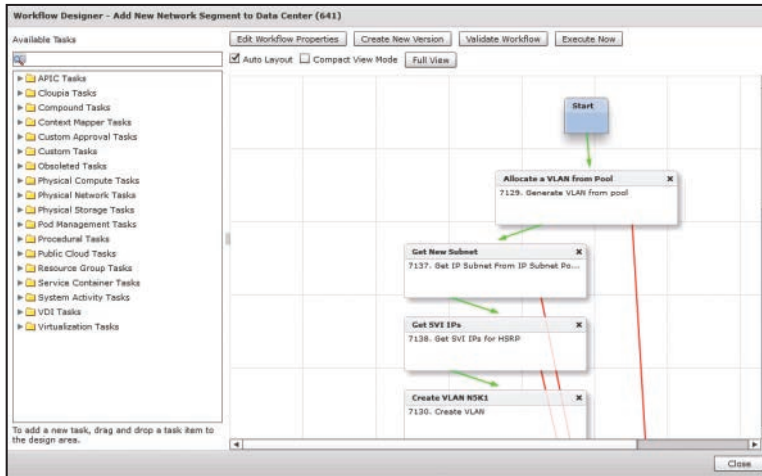 Workflow Designer - Add New Network Segment to Data Center (641)
Available Tasks
Edit Workflow Properties
Create New Version
Validate Workflow
Execute Now
Auto Layout
Compact View Mode
Full View
APIC Tasks
Cloupia Tasks
Compound Tasks
Context Mapper Tasks
Custom Approval Tasks
Custom Tasks
Obsoleted Tasks
Physical Compute Tasks
Physical Network Tasks
Physical Storage Tasks
Pod Management Tasks
Procedural Tasks
Public Cloud Tasks
Resource Group Tasks
Service Container Tasks
System Activity Tasks
VDI Tasks
Virtualization Tasks
To add a new task, drag and drop a task item to
the design area.
Start
Allocate a VLAN from Pool
7129. Generate VLAN from pool
Get New Subnet
7137. Get IP Subnet From IP Subnet Po...
Get SVI IPs
7138. Get SVI IPs for HSRP
Create VLAN N5K1
7130. Create VLAN
Close